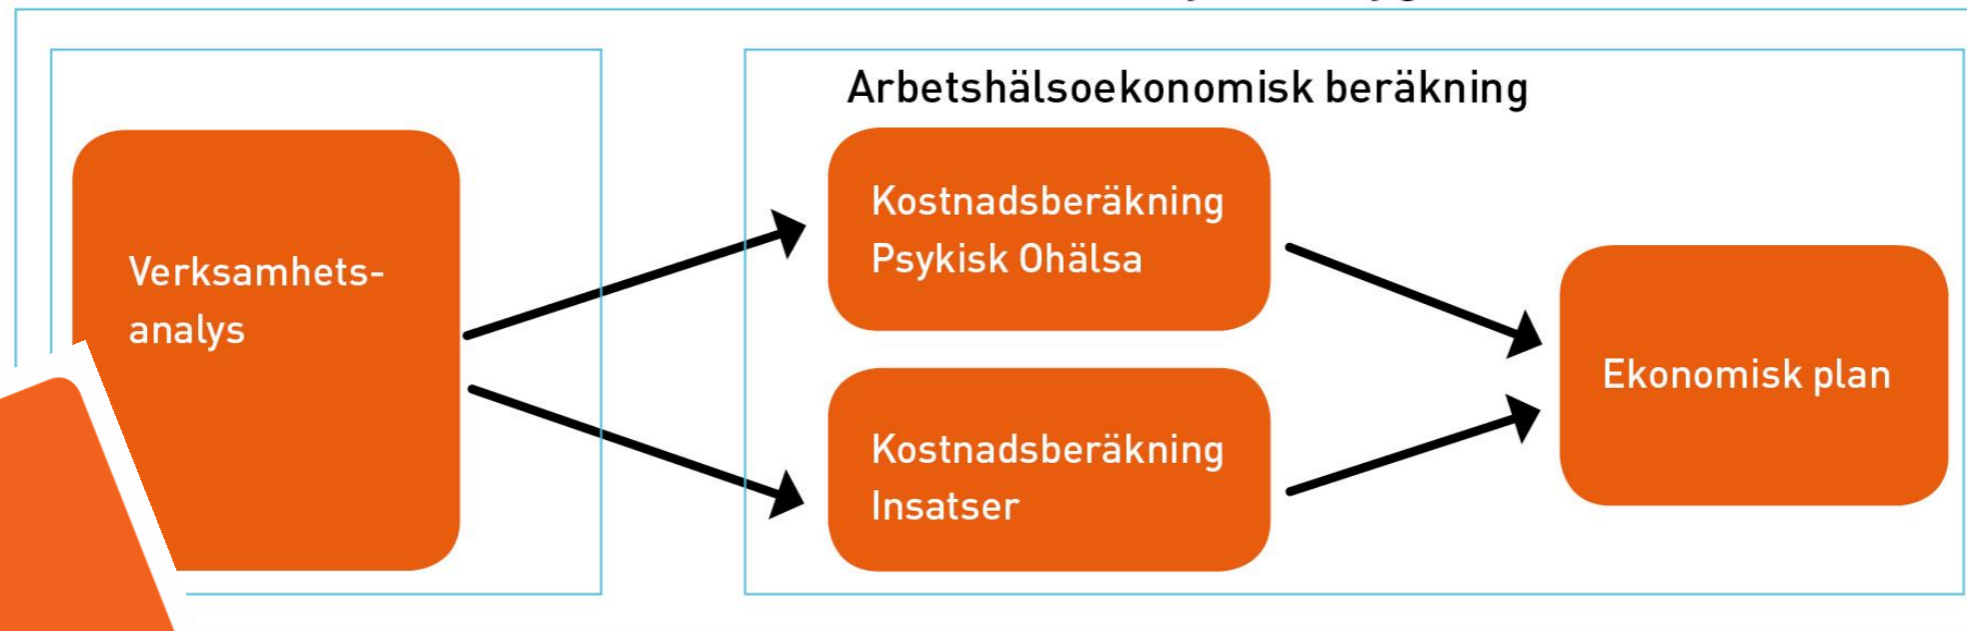 Arbetshälsoekonomisk beräkning
Verksamhets-
analys
Kostnadsberäkning
Psykisk Ohälsa
Kostnadsberäkning
Insatser
Ekonomisk plan